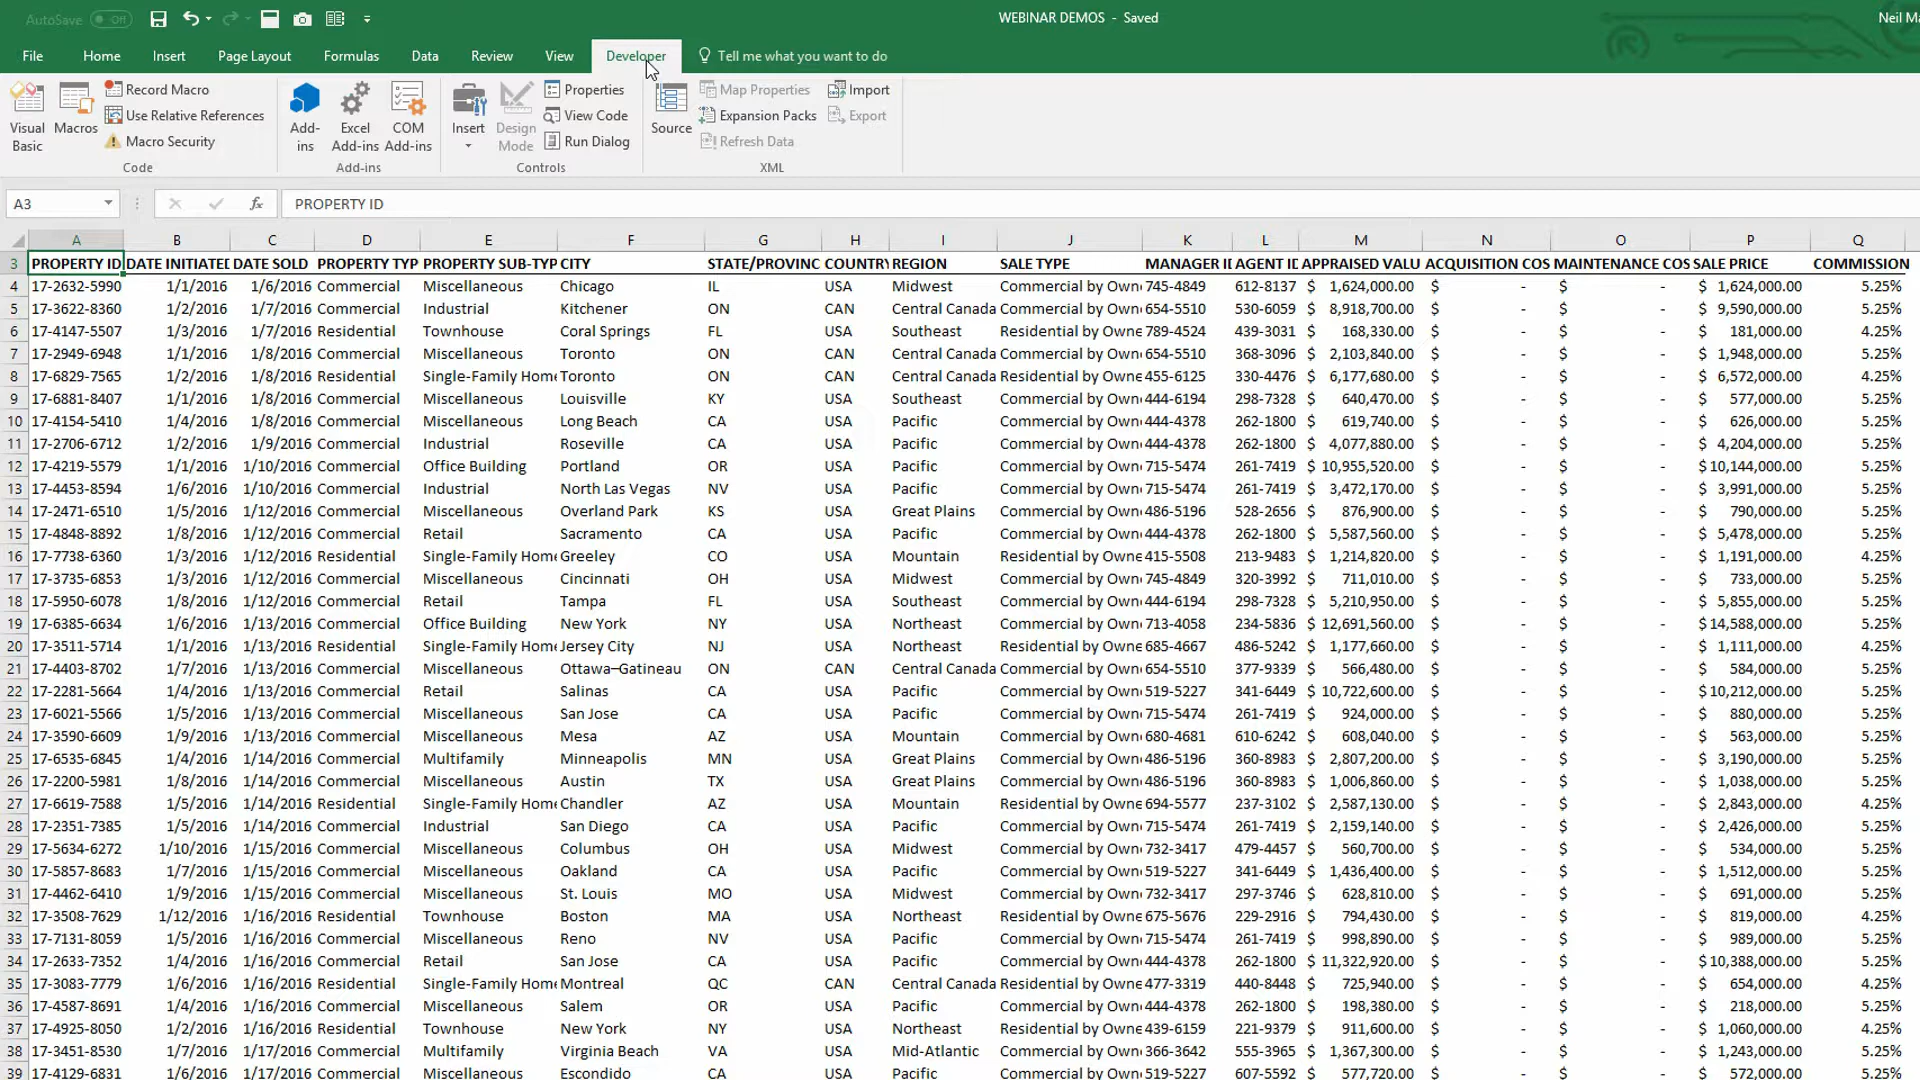 AutoSave Off WEBINAR DEMOS - Saved Neil Ma
File Home Insert Page Layout Formulas Data Review View Developer Tell me what you want to do
Visual Basic Macros Record Macro Use Relative References Macro Security Add-ins Excel Add-ins COM Add-ins Insert Design Mode Properties View Code Run Dialog Source Map Properties Expansion Packs Refresh Data Import Export
Code Add-ins Controls XML
A3 fx PROPERTY ID
A B C D E F G H I J K L M N O P Q
3 PROPERTY ID DATE INITIATED DATE SOLD PROPERTY TYP PROPERTY SUB-TYP CITY STATE/PROVINC COUNTRY REGION SALE TYPE MANAGER ID AGENT ID APPRAISED VALU ACQUISITION COS MAINTENANCE COS SALE PRICE COMMISSION
4 17-2632-5990 1/1/2016 1/6/2016 Commercial Miscellaneous Chicago IL USA Midwest Commercial by Own 745-4849 612-8137 $ 1,624,000.00 $ - $ - $ 1,624,000.00 5.25%
5 17-3622-8360 1/2/2016 1/7/2016 Commercial Industrial Kitchener ON CAN Central Canada Commercial by Own 654-5510 530-6059 $ 8,918,700.00 $ - $ - $ 9,590,000.00 5.25%
6 17-4147-5507 1/3/2016 1/7/2016 Residential Townhouse Coral Springs FL USA Southeast Residential by Owne 789-4524 439-3031 $ 168,330.00 $ - $ - $ 181,000.00 4.25%
7 17-2949-6948 1/1/2016 1/8/2016 Commercial Miscellaneous Toronto ON CAN Central Canada Commercial by Own 654-5510 368-3096 $ 2,103,840.00 $ - $ - $ 1,948,000.00 5.25%
8 17-6829-7565 1/2/2016 1/8/2016 Residential Single-Family Home Toronto ON CAN Central Canada Residential by Owne 455-6125 330-4476 $ 6,177,680.00 $ - $ - $ 6,572,000.00 4.25%
9 17-6881-8407 1/1/2016 1/8/2016 Commercial Miscellaneous Louisville KY USA Southeast Commercial by Own 444-6194 298-7328 $ 640,470.00 $ - $ - $ 577,000.00 5.25%
10 17-4154-5410 1/4/2016 1/8/2016 Commercial Miscellaneous Long Beach CA USA Pacific Commercial by Own 444-4378 262-1800 $ 619,740.00 $ - $ - $ 626,000.00 5.25%
11 17-2706-6712 1/2/2016 1/9/2016 Commercial Industrial Roseville CA USA Pacific Commercial by Own 444-4378 262-1800 $ 4,077,880.00 $ - $ - $ 4,204,000.00 5.25%
12 17-4219-5579 1/1/2016 1/10/2016 Commercial Office Building Portland OR USA Pacific Commercial by Own 715-5474 261-7419 $ 10,955,520.00 $ - $ - $ 10,144,000.00 5.25%
13 17-4453-8594 1/6/2016 1/10/2016 Commercial Industrial North Las Vegas NV USA Pacific Commercial by Own 715-5474 261-7419 $ 3,472,170.00 $ - $ - $ 3,991,000.00 5.25%
14 17-2471-6510 1/5/2016 1/12/2016 Commercial Miscellaneous Overland Park KS USA Great Plains Commercial by Own 486-5196 528-2656 $ 876,900.00 $ - $ - $ 790,000.00 5.25%
15 17-4848-8892 1/8/2016 1/12/2016 Commercial Retail Sacramento CA USA Pacific Commercial by Own 444-4378 262-1800 $ 5,587,560.00 $ - $ - $ 5,478,000.00 5.25%
16 17-7738-6360 1/3/2016 1/12/2016 Residential Single-Family Home Greeley CO USA Mountain Residential by Owne 415-5508 213-9483 $ 1,214,820.00 $ - $ - $ 1,191,000.00 4.25%
17 17-3735-6853 1/3/2016 1/12/2016 Commercial Miscellaneous Cincinnati OH USA Midwest Commercial by Own 745-4849 320-3992 $ 711,010.00 $ - $ - $ 733,000.00 5.25%
18 17-5950-6078 1/8/2016 1/12/2016 Commercial Retail Tampa FL USA Southeast Commercial by Own 444-6194 298-7328 $ 5,210,950.00 $ - $ - $ 5,855,000.00 5.25%
19 17-6385-6634 1/6/2016 1/13/2016 Commercial Office Building New York NY USA Northeast Commercial by Own 713-4058 234-5836 $ 12,691,560.00 $ - $ - $ 14,588,000.00 5.25%
20 17-3511-5714 1/1/2016 1/13/2016 Residential Single-Family Home Jersey City NJ USA Northeast Residential by Owne 685-4667 486-5242 $ 1,177,660.00 $ - $ - $ 1,111,000.00 4.25%
21 17-4403-8702 1/7/2016 1/13/2016 Commercial Miscellaneous Ottawa–Gatineau ON CAN Central Canada Commercial by Own 654-5510 377-9339 $ 566,480.00 $ - $ - $ 584,000.00 5.25%
22 17-2281-5664 1/4/2016 1/13/2016 Commercial Retail Salinas CA USA Pacific Commercial by Own 519-5227 341-6449 $ 10,722,600.00 $ - $ - $ 10,212,000.00 5.25%
23 17-6021-5566 1/5/2016 1/13/2016 Commercial Miscellaneous San Jose CA USA Pacific Commercial by Own 715-5474 261-7419 $ 924,000.00 $ - $ - $ 880,000.00 5.25%
24 17-3590-6609 1/9/2016 1/13/2016 Commercial Miscellaneous Mesa AZ USA Mountain Commercial by Own 680-4681 610-6242 $ 608,040.00 $ - $ - $ 563,000.00 5.25%
25 17-6535-6845 1/4/2016 1/14/2016 Commercial Multifamily Minneapolis MN USA Great Plains Commercial by Own 486-5196 360-8983 $ 2,807,200.00 $ - $ - $ 3,190,000.00 5.25%
26 17-2200-5981 1/8/2016 1/14/2016 Commercial Miscellaneous Austin TX USA Great Plains Commercial by Own 486-5196 360-8983 $ 1,006,860.00 $ - $ - $ 1,038,000.00 5.25%
27 17-6619-7588 1/5/2016 1/14/2016 Residential Single-Family Home Chandler AZ USA Mountain Residential by Owne 694-5577 237-3102 $ 2,587,130.00 $ - $ - $ 2,843,000.00 4.25%
28 17-2351-7385 1/5/2016 1/14/2016 Commercial Industrial San Diego CA USA Pacific Commercial by Own 715-5474 261-7419 $ 2,159,140.00 $ - $ - $ 2,426,000.00 5.25%
29 17-5634-6272 1/10/2016 1/15/2016 Commercial Miscellaneous Columbus OH USA Midwest Commercial by Own 732-3417 479-4457 $ 560,700.00 $ - $ - $ 534,000.00 5.25%
30 17-5857-8683 1/7/2016 1/15/2016 Commercial Miscellaneous Oakland CA USA Pacific Commercial by Own 519-5227 341-6449 $ 1,436,400.00 $ - $ - $ 1,512,000.00 5.25%
31 17-4462-6410 1/9/2016 1/15/2016 Commercial Miscellaneous St. Louis MO USA Midwest Commercial by Own 732-3417 297-3746 $ 628,810.00 $ - $ - $ 691,000.00 5.25%
32 17-3508-7629 1/12/2016 1/16/2016 Residential Townhouse Boston MA USA Northeast Residential by Owne 675-5676 229-2916 $ 794,430.00 $ - $ - $ 819,000.00 4.25%
33 17-7131-8059 1/5/2016 1/16/2016 Commercial Miscellaneous Reno NV USA Pacific Commercial by Own 715-5474 261-7419 $ 998,890.00 $ - $ - $ 989,000.00 5.25%
34 17-2633-7352 1/4/2016 1/16/2016 Commercial Retail San Jose CA USA Pacific Commercial by Own 444-4378 262-1800 $ 11,322,920.00 $ - $ - $ 10,388,000.00 5.25%
35 17-3083-7779 1/6/2016 1/16/2016 Residential Single-Family Home Montreal QC CAN Central Canada Residential by Owne 477-3319 440-8448 $ 725,940.00 $ - $ - $ 654,000.00 4.25%
36 17-4587-8691 1/4/2016 1/16/2016 Commercial Miscellaneous Salem OR USA Pacific Commercial by Own 444-4378 262-1800 $ 198,380.00 $ - $ - $ 218,000.00 5.25%
37 17-4925-8050 1/2/2016 1/16/2016 Residential Townhouse New York NY USA Northeast Residential by Owne 439-6159 221-9379 $ 911,600.00 $ - $ - $ 1,060,000.00 4.25%
38 17-3451-8530 1/7/2016 1/17/2016 Commercial Multifamily Virginia Beach VA USA Mid-Atlantic Commercial by Own 366-3642 555-3965 $ 1,367,300.00 $ - $ - $ 1,243,000.00 5.25%
39 17-4129-6831 1/6/2016 1/17/2016 Commercial Miscellaneous Escondido CA USA Pacific Commercial by Own 519-5227 607-5592 $ 577,720.00 $ - $ - $ 572,000.00 5.25%